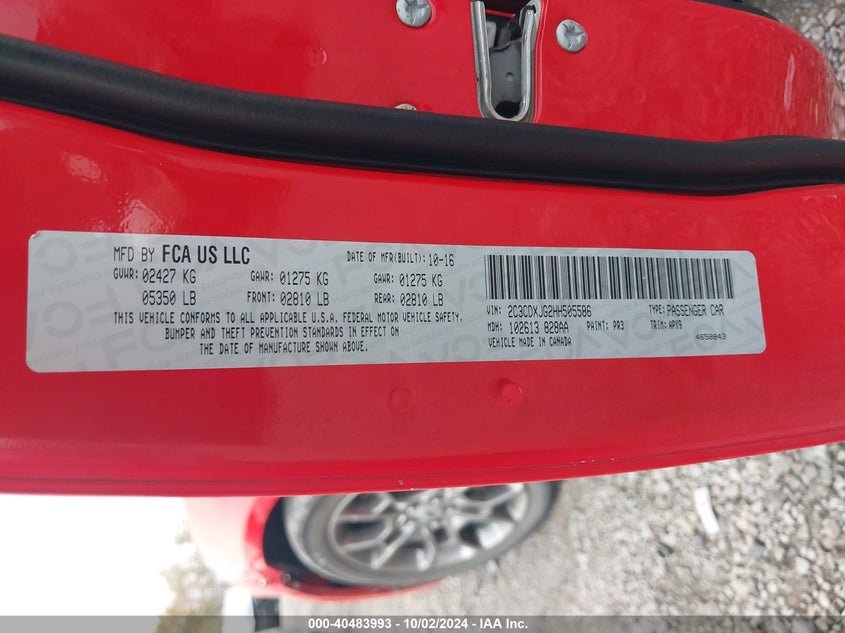 MFD BY FCA US LLC DATE OF MFR(BUILT): 10-16
GVWR: 02427 KG GAWR: 01275 KG GAWR: 01275 KG
05350 LB FRONT: 02810 LB REAR: 02810 LB
THIS VEHICLE CONFORMS TO ALL APPLICABLE U.S.A. FEDERAL MOTOR VEHICLE SAFETY,
BUMPER AND THEFT PREVENTION STANDARDS IN EFFECT ON
THE DATE OF MANUFACTURE SHOWN ABOVE.
VIN: 2C3CDXJG2HH505586 TYPE: PASSENGER CAR
MDH: 102613 828AA PAINT: PR3 TRIM: APX9
VEHICLE MADE IN CANADA 4658843
000-40483993 - 10/02/2024 - IAA Inc.